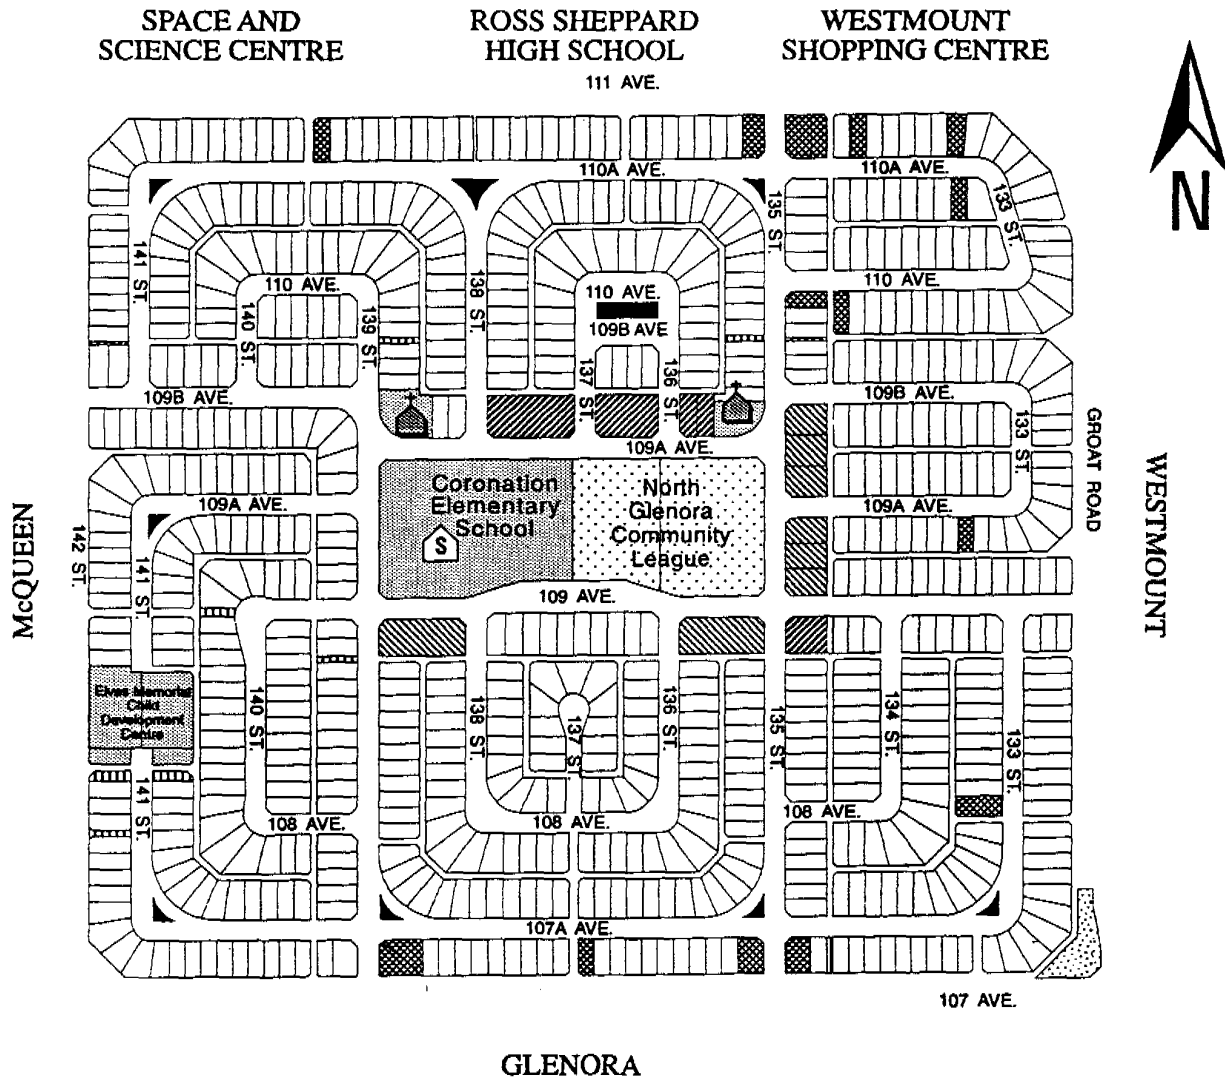 SPACE AND
SCIENCE CENTRE
ROSS SHEPPARD
HIGH SCHOOL
WESTMOUNT
SHOPPING CENTRE
111 AVE.
N
110A AVE.
110A AVE.
133 ST.
135 ST.
141 ST.
138 ST.
110 AVE.
110 AVE.
110 AVE.
140 ST.
139 ST.
109B AVE
137 ST.
136 ST.
109B AVE.
109B AVE.
133 ST
GROAT ROAD
109A AVE.
Coronation
Elementary
School
S
North
Glenora
Community
League
109A AVE.
109A AVE.
McQUEEN
142 ST.
141 ST.
WESTMOUNT
109 AVE.
Elves Memorial
Child
Development
Centre
140 ST.
138 ST.
137 ST
136 ST.
135 ST.
134 ST.
133 ST.
141 ST.
108 AVE.
108 AVE.
108 AVE.
107A AVE.
107 AVE.
GLENORA